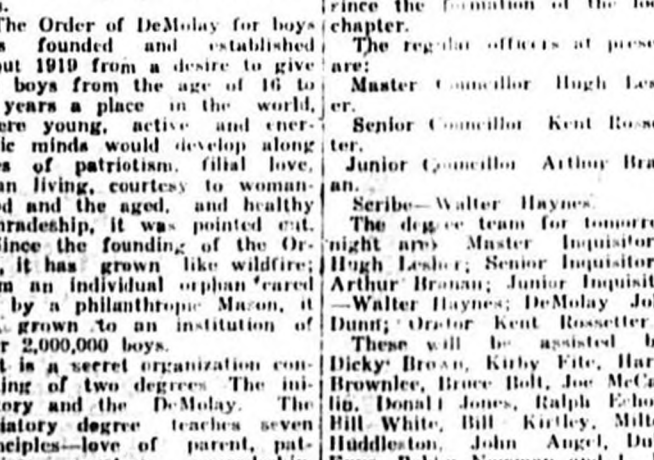 The Order of DeMolay for boys
founded and established
out 1919 from a desire to give
boys from the age of 16 to
years a place in the world,
ere young, active and ener-
ic minds would develop along
es of patriotism, filial love,
an living, courtesy to woman-
d and the aged, and healthy
mradeship, it was pointed out.
Since the founding of the Or-
, it has grown like wildfire;
m an individual orphan cared
by a philanthropic Mason, it
grown to an institution of
r 2,000,000 boys.
t is a secret organization con-
ing of two degrees The ini-
tory and the DeMolay. The
iatory degree teaches seven
nciples—love of parent, pat-
rince the formation of the
chapter.
The regular officers at prese
are:
Master Councillor Hugh Les
er.
Senior Councillor Kent Rosse
ter.
Junior Councillor Arthur Bra
an.
Scribe—Walter Haynes.
The degree team for tomorro
night are Master Inquisitor
Hugh Lesher; Senior Inquisitor
Arthur Branan; Junior Inquisit
—Walter Haynes; DeMolay Jo
Dunn; Orator Kent Rossetter
These will be assisted b
Dicky Brown, Kirby Fite, Har
Brownlee, Bruce Bolt, Joe McCa
lie, Donald Jones, Ralph Echo
Bill White, Bill Kirtley, Milt
Huddleston, John Angel, Du